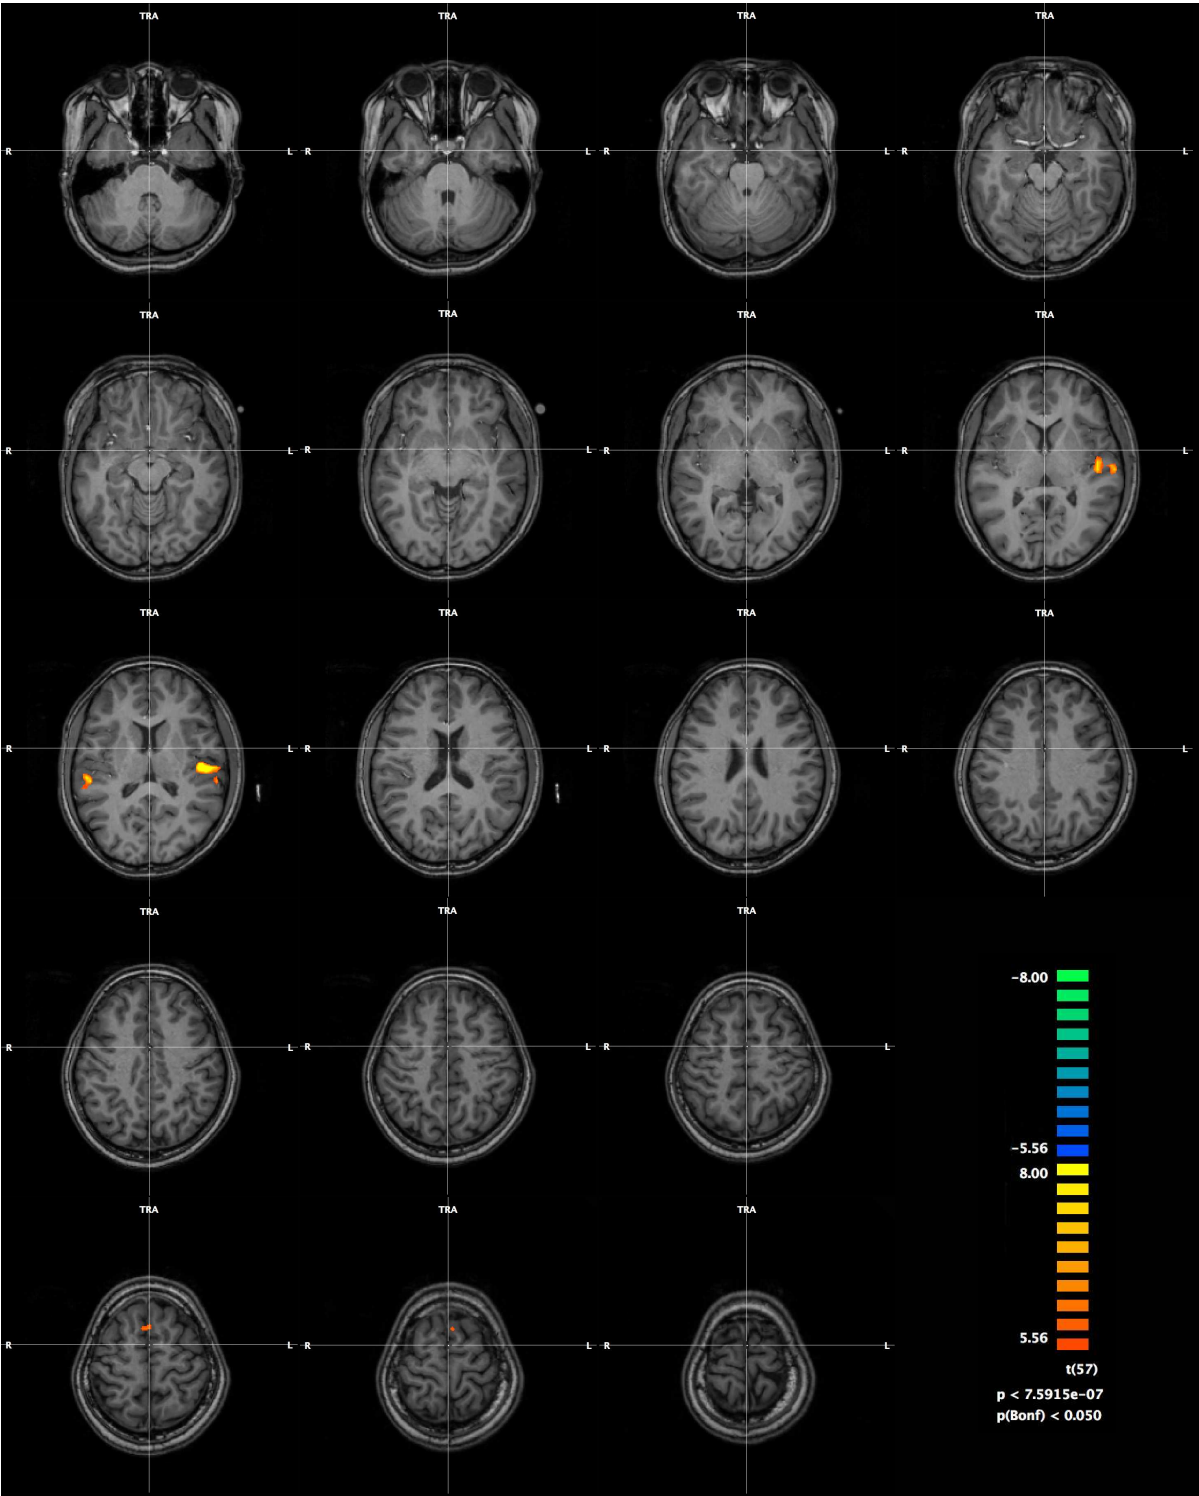 TRA TRA TRA TRA
R L R L R L R L
TRA TRA TRA TRA
R L R L R L R L
TRA TRA TRA TRA
R L R L R L R L
TRA TRA TRA
R L R L R L
-8.00
-5.56
8.00
TRA TRA TRA
R L R L R L
5.56
t(57)
p < 7.5915e-07
p(Bonf) < 0.050